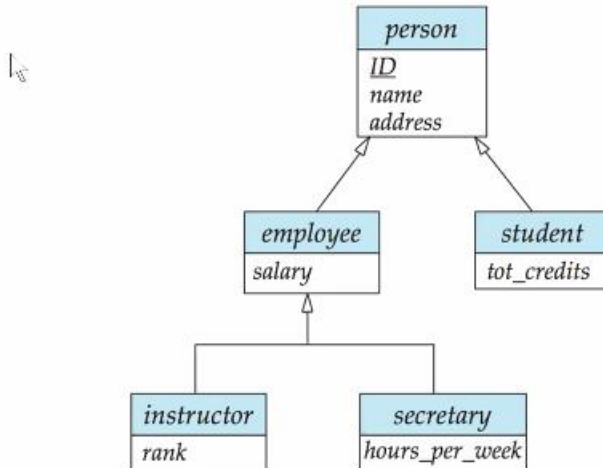 person
ID
name
address
employee
student
salary
tot_credits
instructor
secretary
rank
hours_per_week